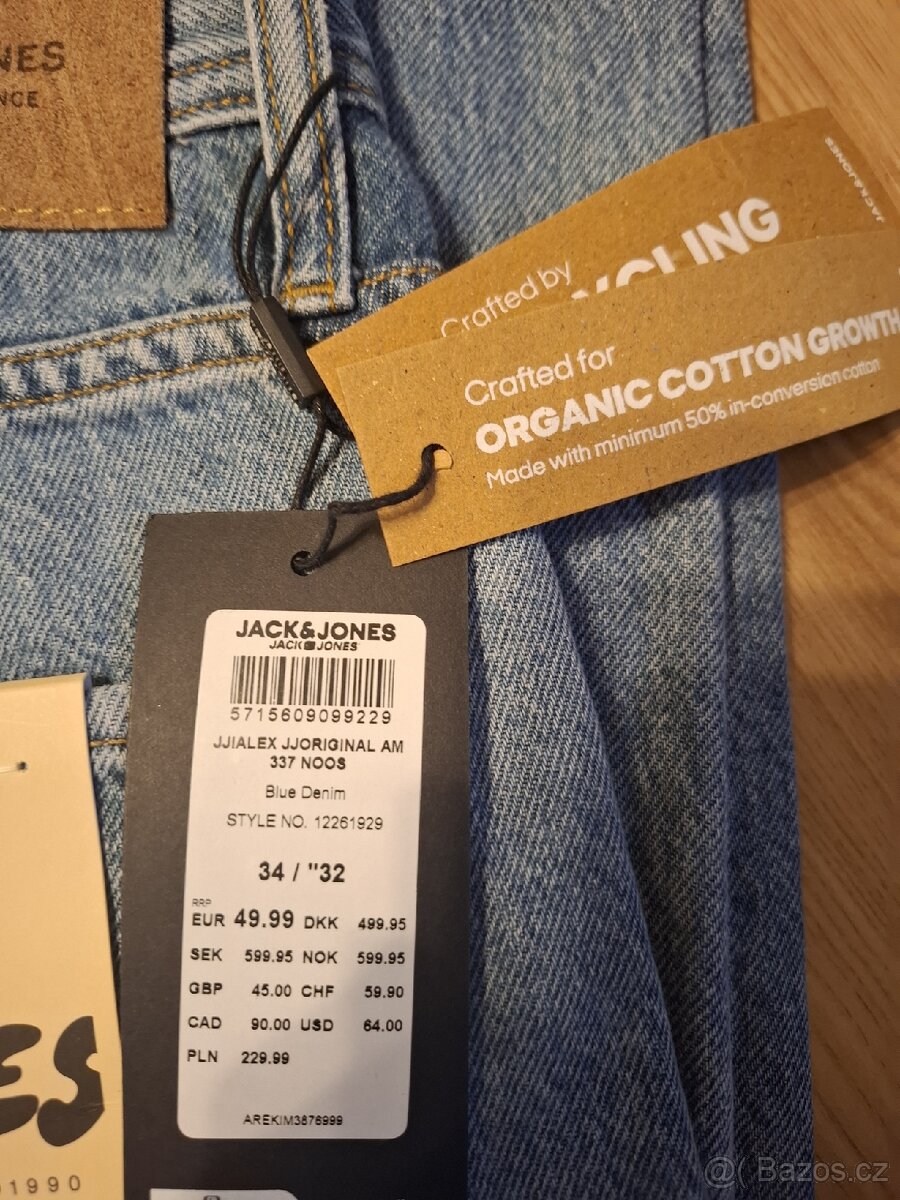 NES
NCE
JACK&JONES
Crafted by
YCLING
Crafted for
ORGANIC COTTON GROWTH
Made with minimum 50% in-conversion cotton
JACK&JONES
JACK&JONES
5715609099229
JJIALEX JJORIGINAL AM
337 NOOS
Blue Denim
STYLE NO. 12261929
34 / "32
RRP
EUR 49.99 DKK 499.95
SEK 599.95 NOK 599.95
GBP 45.00 CHF 59.90
CAD 90.00 USD 64.00
PLN 229.99
AREKIM3876999
ES
1990
Bazos.cz